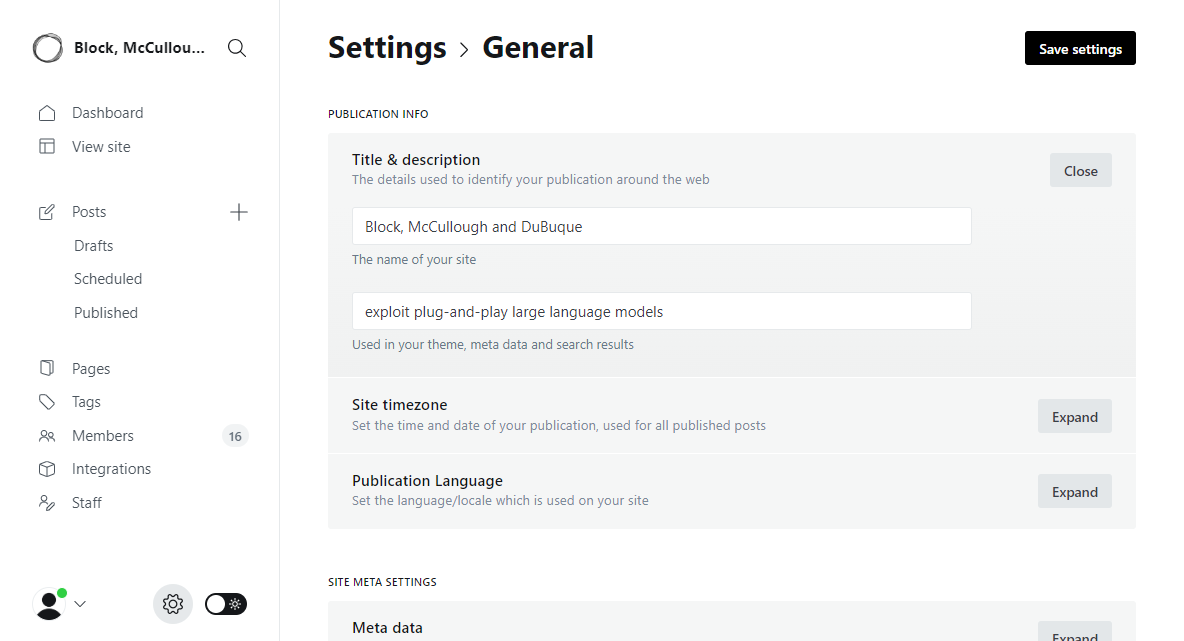 Block, McCullou...
Dashboard
View site
Posts
Drafts
Scheduled
Published
Pages
Tags
Members 16
Integrations
Staff
Settings > General
Save settings
PUBLICATION INFO
Title & description
The details used to identify your publication around the web
Close
Block, McCullough and DuBuque
The name of your site
exploit plug-and-play large language models
Used in your theme, meta data and search results
Site timezone
Set the time and date of your publication, used for all published posts
Expand
Publication Language
Set the language/locale which is used on your site
Expand
SITE META SETTINGS
Meta data
Expand